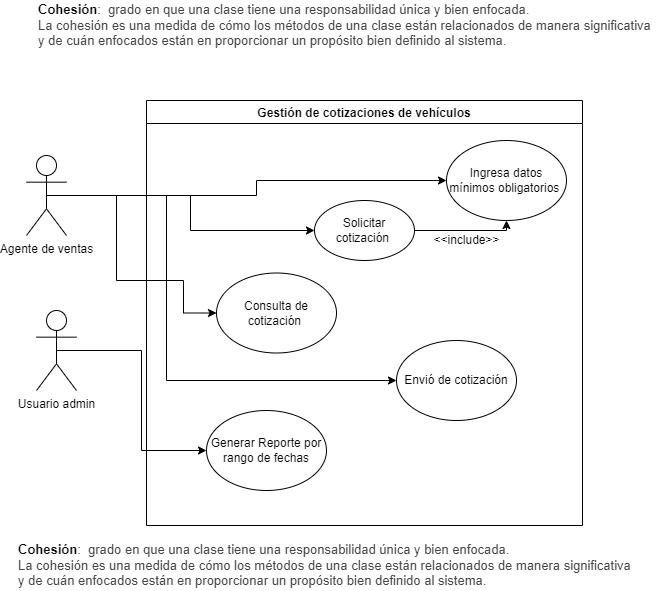 Cohesión: grado en que una clase tiene una responsabilidad única y bien enfocada.
La cohesión es una medida de cómo los métodos de una clase están relacionados de manera significativa
y de cuán enfocados están en proporcionar un propósito bien definido al sistema.
Gestión de cotizaciones de vehículos
Ingresa datos
mínimos obligatorios
Solicitar
cotización
<<include>>
Agente de ventas
Consulta de
cotización
Envió de cotización
Usuario admin
Generar Reporte por
rango de fechas
Cohesión: grado en que una clase tiene una responsabilidad única y bien enfocada.
La cohesión es una medida de cómo los métodos de una clase están relacionados de manera significativa
y de cuán enfocados están en proporcionar un propósito bien definido al sistema.